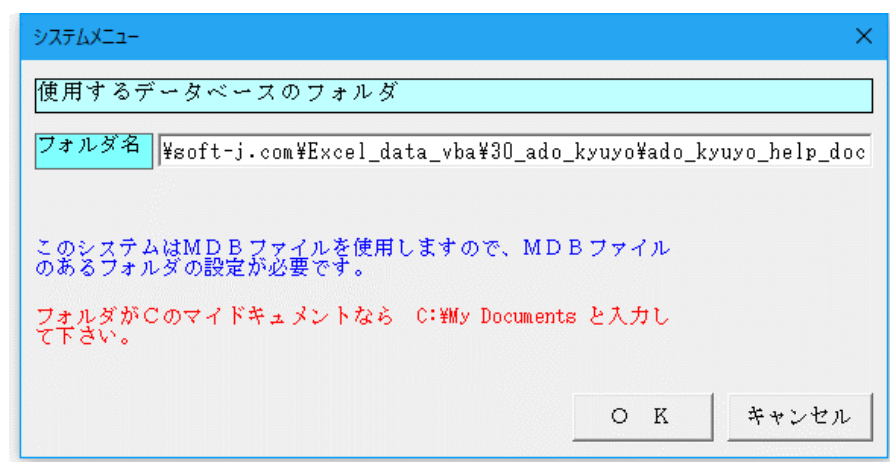 システムメニュー
使用するデータベースのフォルダ
フォルダ名 ¥soft-j.com¥Excel_data_vba¥30_ado_kyuyo¥ado_kyuyo_help_doc
このシステムはMDBファイルを使用しますので、MDBファイル
のあるフォルダの設定が必要です。
フォルダがCのマイドキュメントなら C:¥My Documents と入力し
て下さい。
O K キャンセル